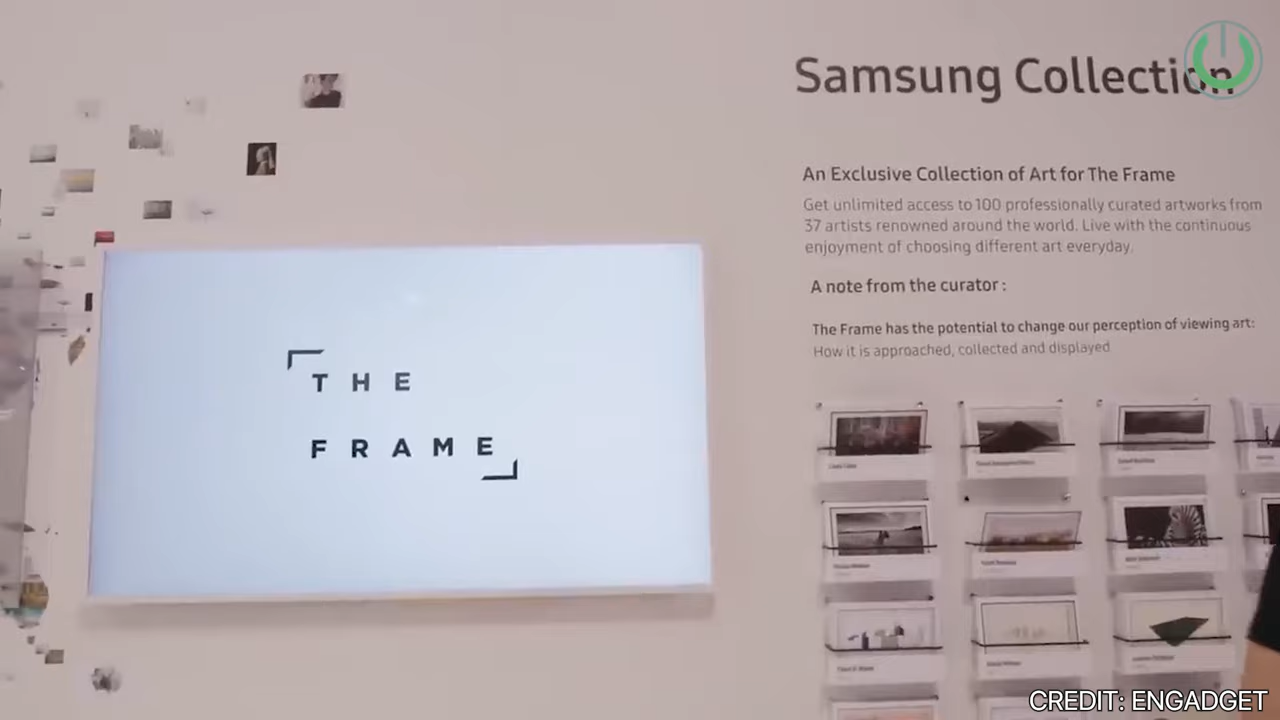 Samsung Collection
An Exclusive Collection of Art for The Frame
Get unlimited access to 100 professionally curated artworks from
37 artists renowned around the world. Live with the continuous
enjoyment of choosing different art everyday.
A note from the curator :
The Frame has the potential to change our perception of viewing art:
How it is approached, collected and displayed
THE
FRAME
CREDIT: ENGADGET